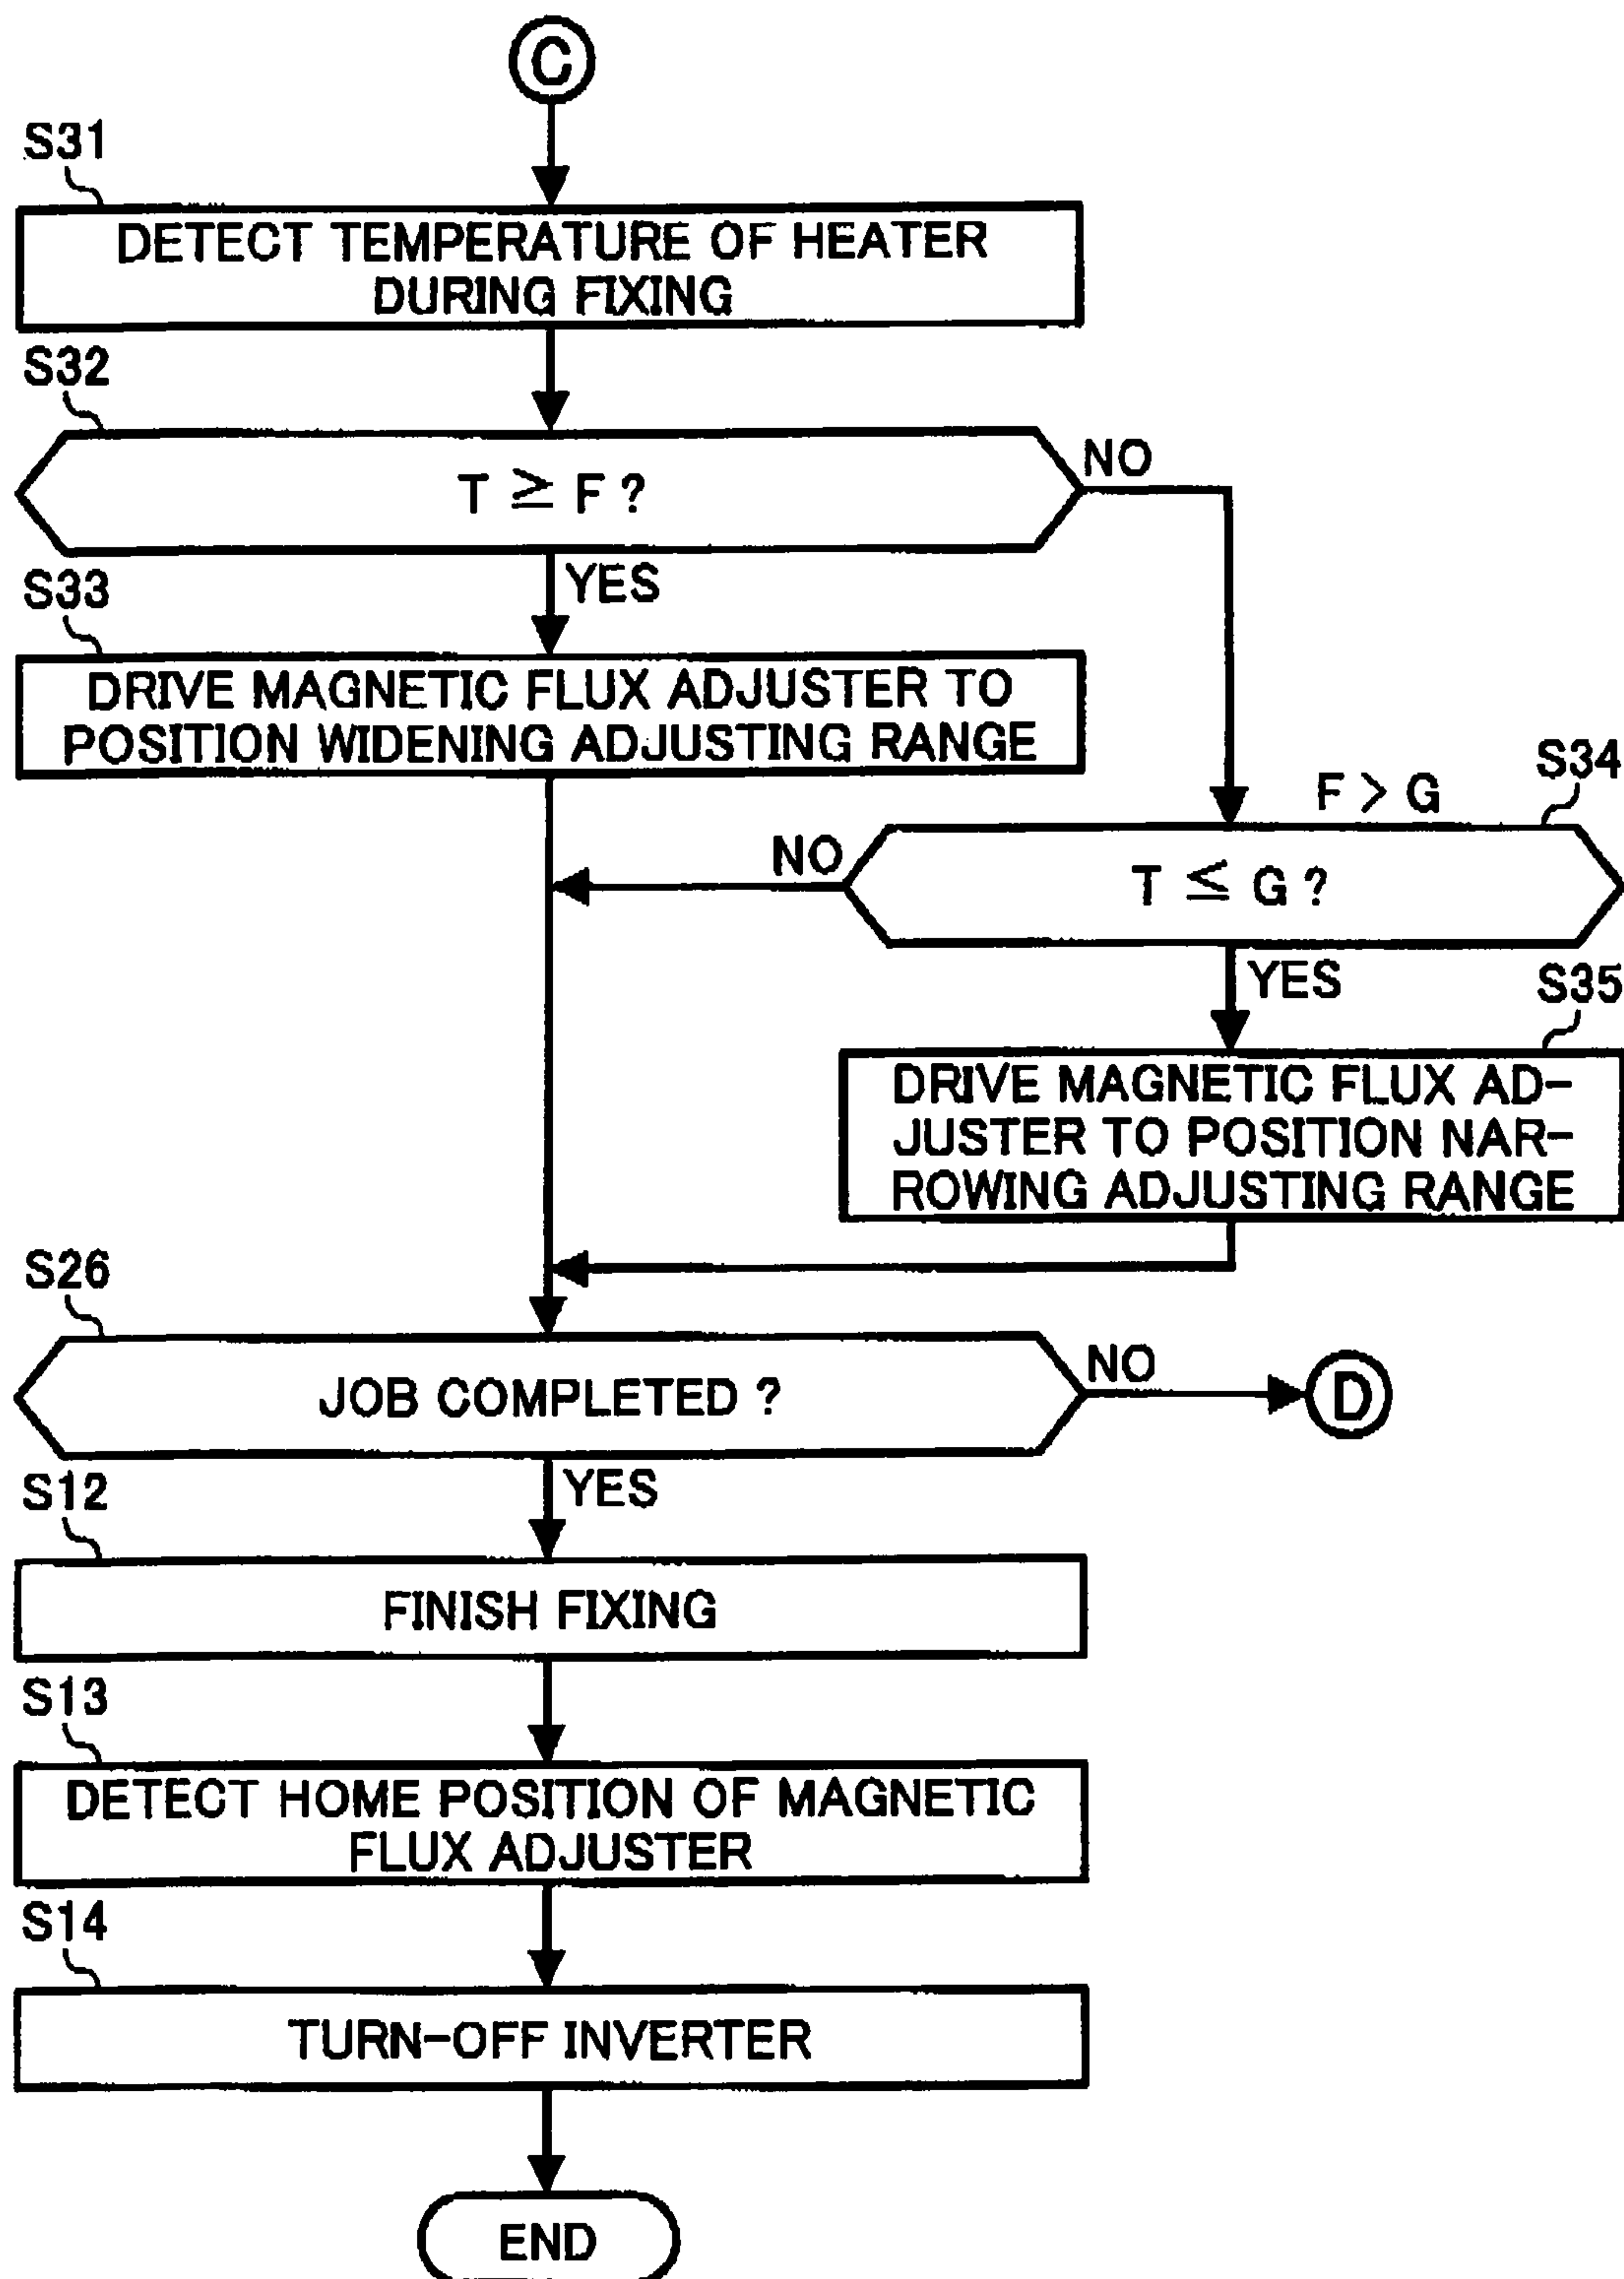 C
S31
DETECT TEMPERATURE OF HEATER
DURING FIXING
S32
T ≧ F ?
NO
YES
S33
DRIVE MAGNETIC FLUX ADJUSTER TO
POSITION WIDENING ADJUSTING RANGE
S34
F > G
T ≦ G ?
NO
YES
S35
DRIVE MAGNETIC FLUX AD-
JUSTER TO POSITION NAR-
ROWING ADJUSTING RANGE
S26
JOB COMPLETED ?
NO
D
YES
S12
FINISH FIXING
S13
DETECT HOME POSITION OF MAGNETIC
FLUX ADJUSTER
S14
TURN-OFF INVERTER
END